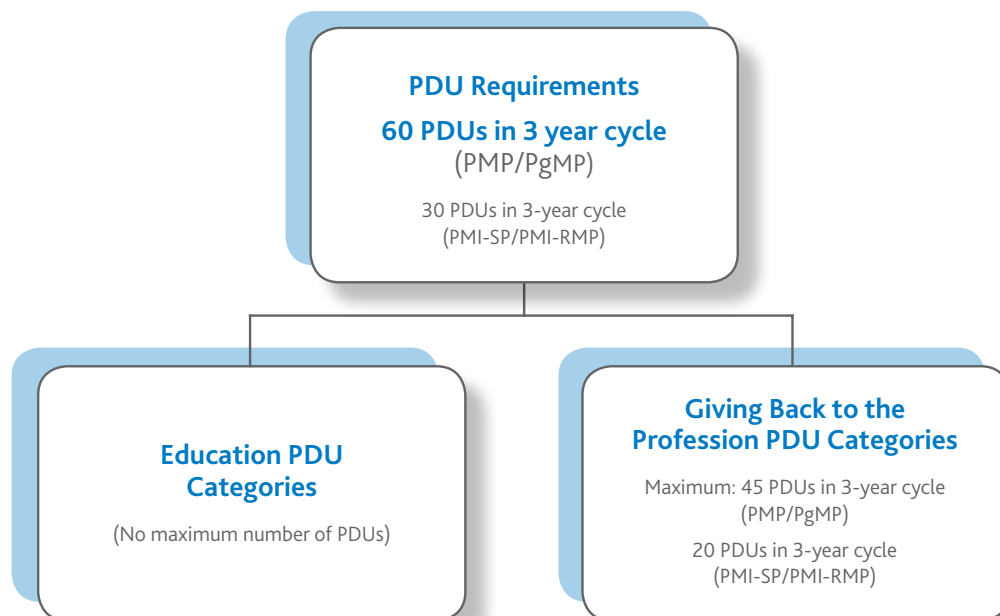 PDU Requirements
60 PDUs in 3 year cycle
(PMP/PgMP)
30 PDUs in 3-year cycle
(PMI-SP/PMI-RMP)
Education PDU
Categories
(No maximum number of PDUs)
Giving Back to the
Profession PDU Categories
Maximum: 45 PDUs in 3-year cycle
(PMP/PgMP)
20 PDUs in 3-year cycle
(PMI-SP/PMI-RMP)